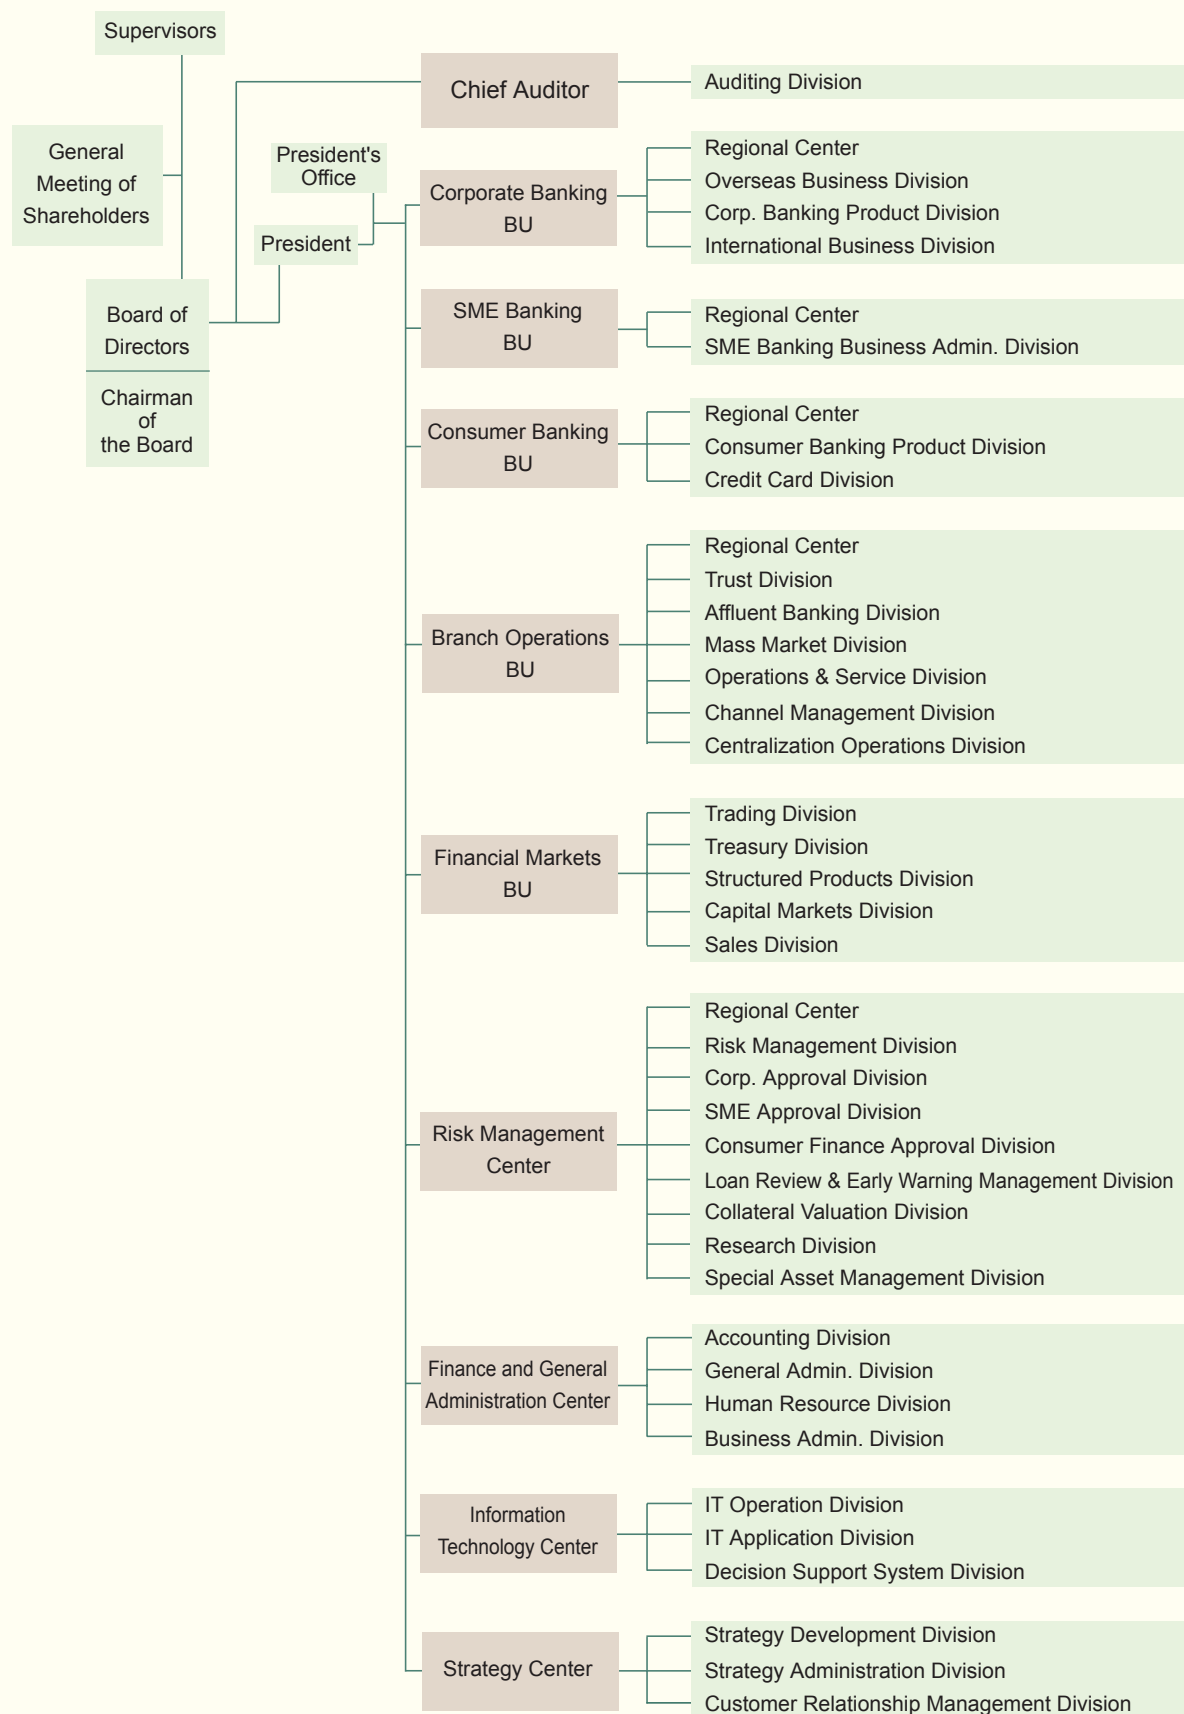 Supervisors
General
Meeting of
Shareholders
Board of
Directors
Chairman
of
the Board
President's
Office
President
Chief Auditor
Auditing Division
Corporate Banking
BU
Regional Center
Overseas Business Division
Corp. Banking Product Division
International Business Division
SME Banking
BU
Regional Center
SME Banking Business Admin. Division
Consumer Banking
BU
Regional Center
Consumer Banking Product Division
Credit Card Division
Branch Operations
BU
Regional Center
Trust Division
Affluent Banking Division
Mass Market Division
Operations & Service Division
Channel Management Division
Centralization Operations Division
Financial Markets
BU
Trading Division
Treasury Division
Structured Products Division
Capital Markets Division
Sales Division
Risk Management
Center
Regional Center
Risk Management Division
Corp. Approval Division
SME Approval Division
Consumer Finance Approval Division
Loan Review & Early Warning Management Division
Collateral Valuation Division
Research Division
Special Asset Management Division
Finance and General
Administration Center
Accounting Division
General Admin. Division
Human Resource Division
Business Admin. Division
Information
Technology Center
IT Operation Division
IT Application Division
Decision Support System Division
Strategy Center
Strategy Development Division
Strategy Administration Division
Customer Relationship Management Division